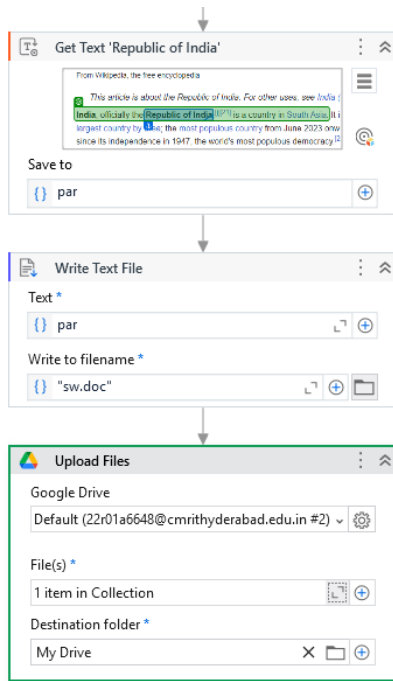 Get Text 'Republic of India'
From Wikipedia, the free encyclopedia
This article is about the Republic of India. For other uses, see India
India, officially the Republic of India is a country in South Asia. It i
largest country by the most populous country from June 2023 onw
since its independence in 1947, the world's most populous democracy
Save to
{} par
Write Text File
Text *
{} par
Write to filename *
{} "sw.doc"
Upload Files
Google Drive
Default (22r01a6648@cmrithyderabad.edu.in #2)
File(s) *
1 item in Collection
Destination folder *
My Drive